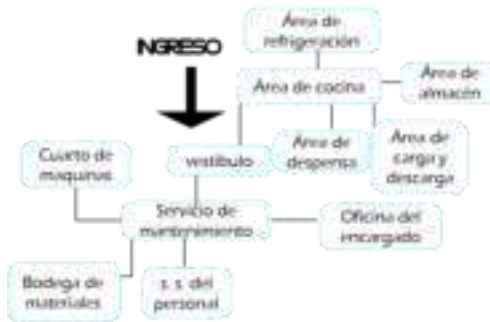 Área de
refrigeración
INGRESO
Área de cocina
Área de
almacén
Cuarto de
maquinas
vestibulo
Área de
despensa
Área de
carga y
descarga
Servicio de
mantenimiento
Oficina del
encargado
Bodega de
materiales
s. s. del
personal